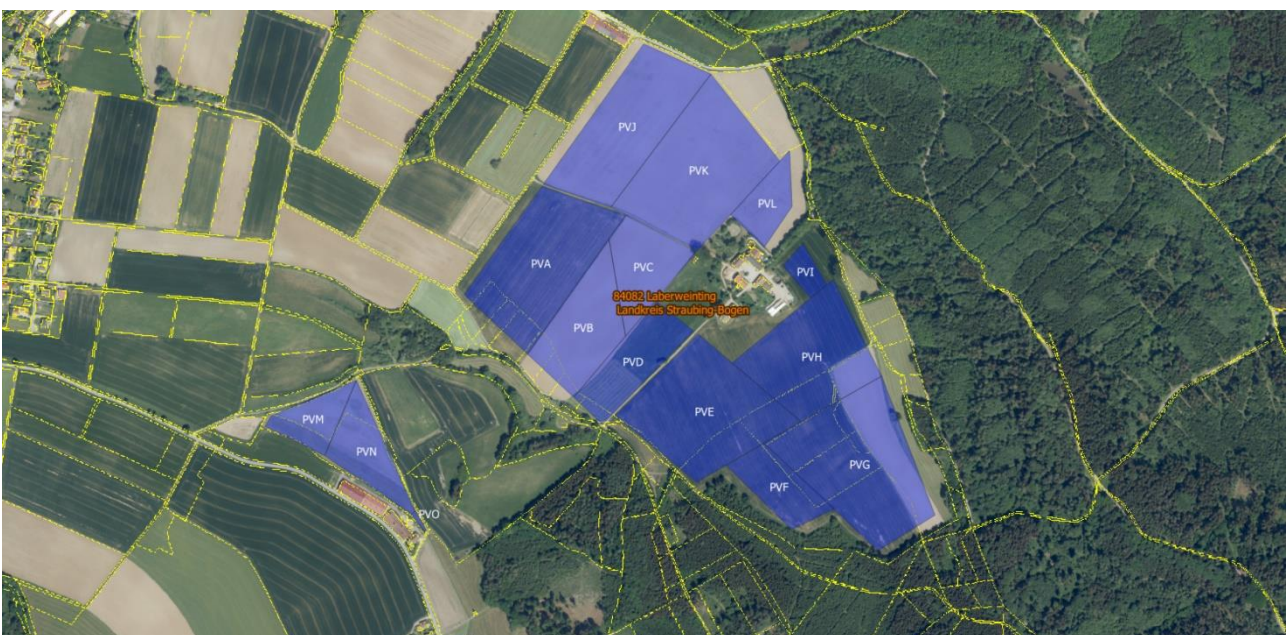 PVJ
PVK
PVL
PVA
PVC
PVI
84082 Laberweinting
Landkreis Straubing-Bogen
PVB
PVD
PVH
PVE
PVM
PVN
PVG
PVF
PVO